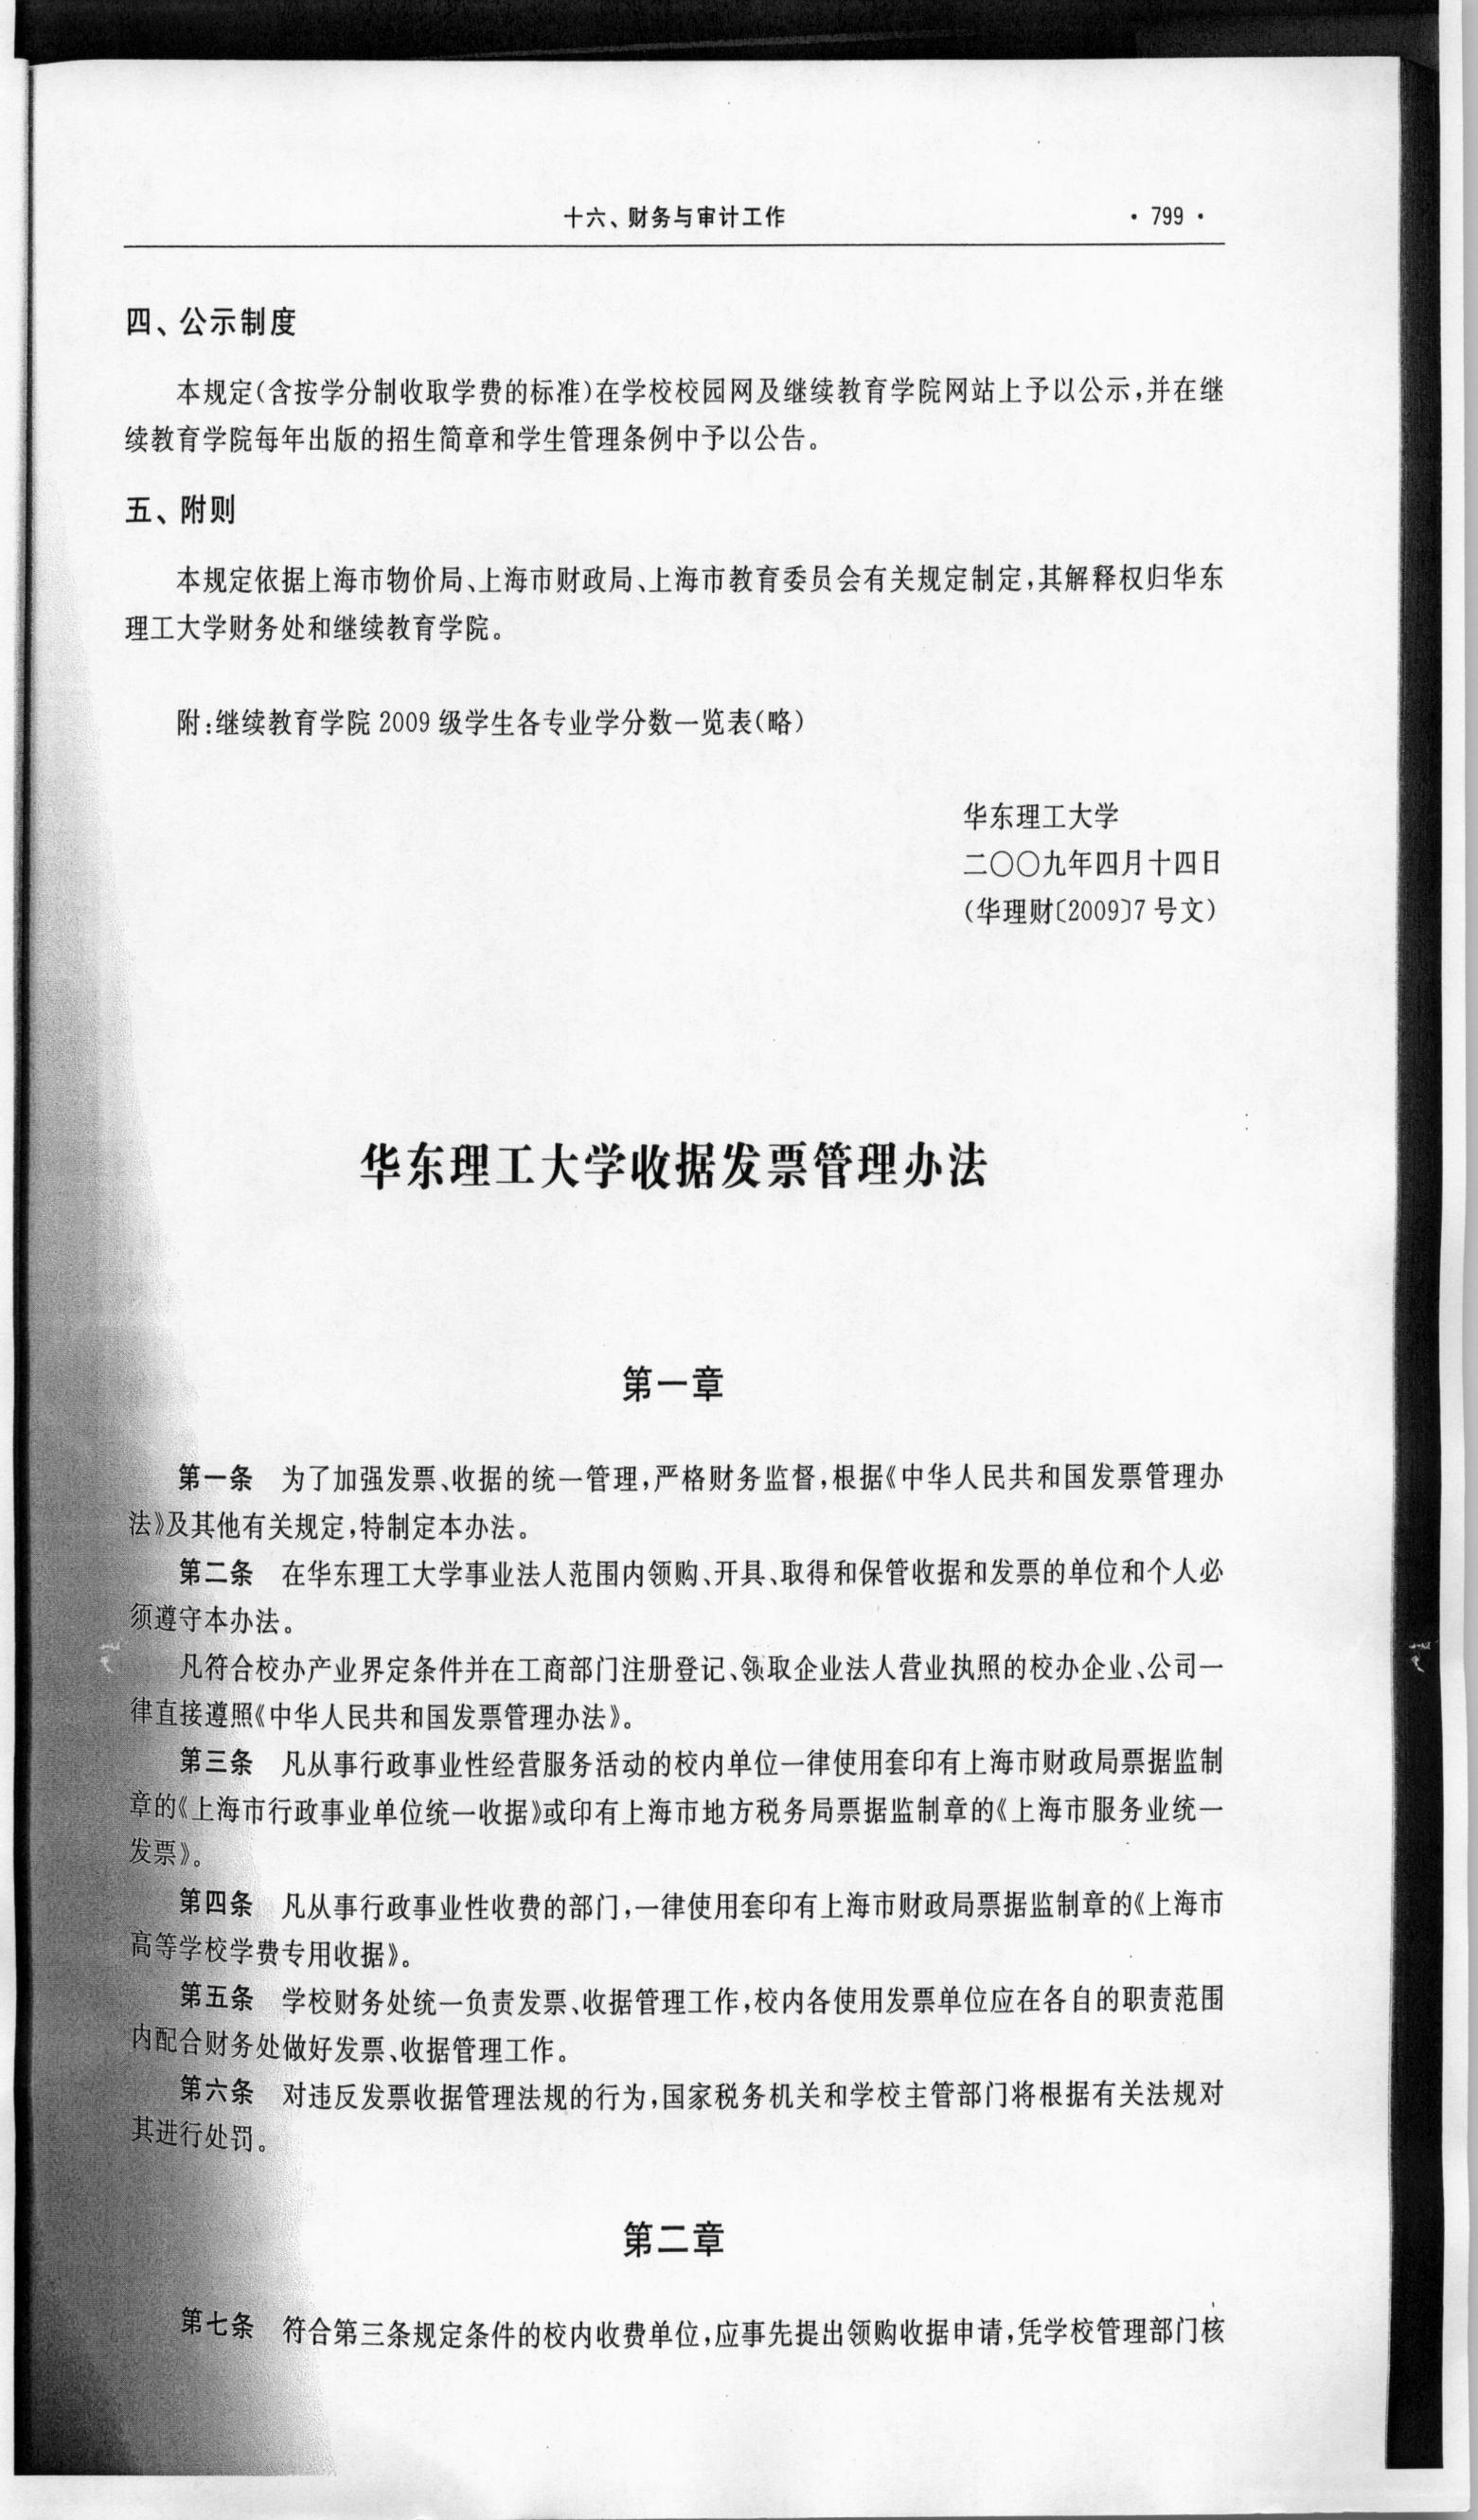 十六、财务与审计工作
· 799 ·
四、公示制度
本规定(含按学分制收取学费的标准)在学校校园网及继续教育学院网站上予以公示,并在继
续教育学院每年出版的招生简章和学生管理条例中予以公告。
五、附则
本规定依据上海市物价局、上海市财政局、上海市教育委员会有关规定制定,其解释权归华东
理工大学财务处和继续教育学院。
附:继续教育学院 2009 级学生各专业学分数一览表(略)
华东理工大学
二〇〇九年四月十四日
(华理财〔2009〕7 号文)
华东理工大学收据发票管理办法
第一章
第一条　为了加强发票、收据的统一管理,严格财务监督,根据《中华人民共和国发票管理办
法》及其他有关规定,特制定本办法。
第二条　在华东理工大学事业法人范围内领购、开具、取得和保管收据和发票的单位和个人必
须遵守本办法。
凡符合校办产业界定条件并在工商部门注册登记、领取企业法人营业执照的校办企业、公司一
律直接遵照《中华人民共和国发票管理办法》。
第三条　凡从事行政事业性经营服务活动的校内单位一律使用套印有上海市财政局票据监制
章的《上海市行政事业单位统一收据》或印有上海市地方税务局票据监制章的《上海市服务业统一
发票》。
第四条　凡从事行政事业性收费的部门,一律使用套印有上海市财政局票据监制章的《上海市
高等学校学费专用收据》。
第五条　学校财务处统一负责发票、收据管理工作,校内各使用发票单位应在各自的职责范围
内配合财务处做好发票、收据管理工作。
第六条　对违反发票收据管理法规的行为,国家税务机关和学校主管部门将根据有关法规对
其进行处罚。
第二章
第七条　符合第三条规定条件的校内收费单位,应事先提出领购收据申请,凭学校管理部门核